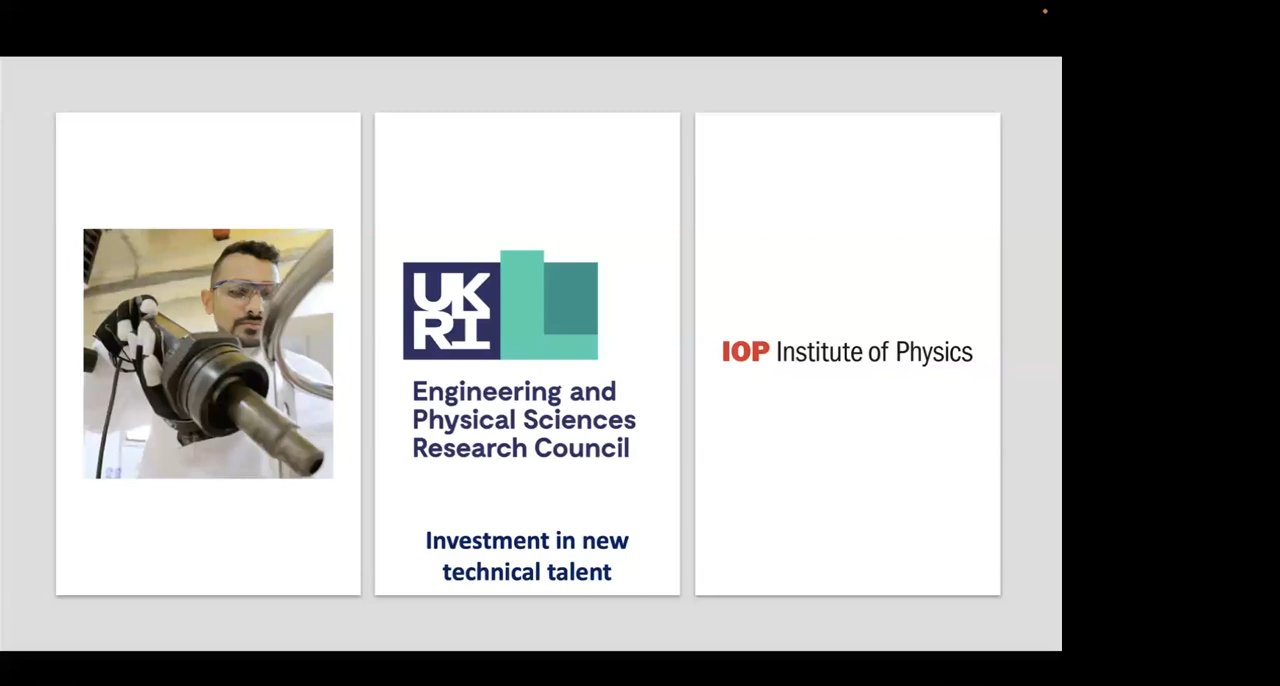 UK
RI
Engineering and
Physical Sciences
Research Council
Investment in new
technical talent
IOP Institute of Physics